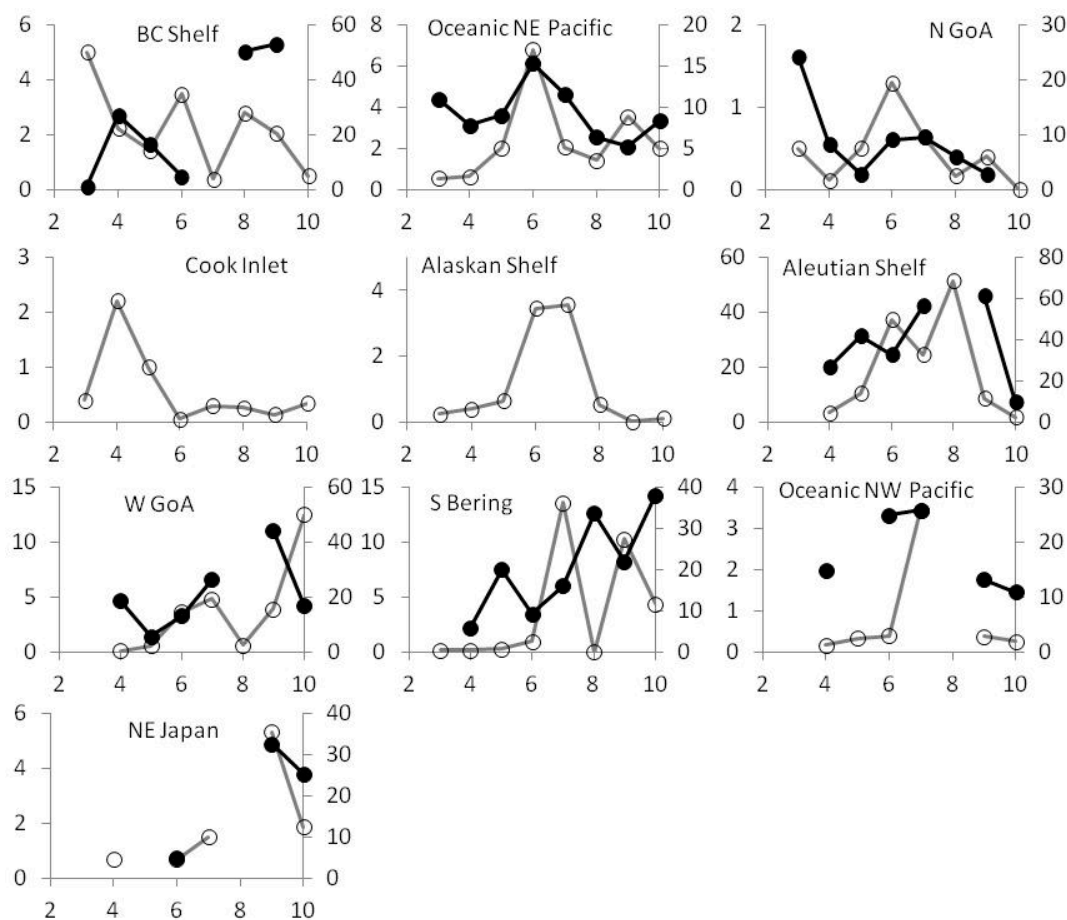 BC Shelf
6 60
5
4 40
3
2 20
1
0 0
2 4 6 8 10
Oceanic NE Pacific
8 20
6 15
4 10
2 5
0 0
2 4 6 8 10
N GoA
2 30
20
1
10
0 0
2 4 6 8 10
Cook Inlet
3
2
1
0
2 4 6 8 10
Alaskan Shelf
4
2
0
2 4 6 8 10
Aleutian Shelf
60 80
60
40
40
20
20
0 0
2 4 6 8 10
W GoA
15 60
10 40
5 20
0 0
2 4 6 8 10
S Bering
15 40
30
10
20
5
10
0 0
2 4 6 8 10
Oceanic NW Pacific
4 30
3
20
2
10
1
0 0
2 4 6 8 10
NE Japan
6 40
30
4
20
2
10
0 0
2 4 6 8 10